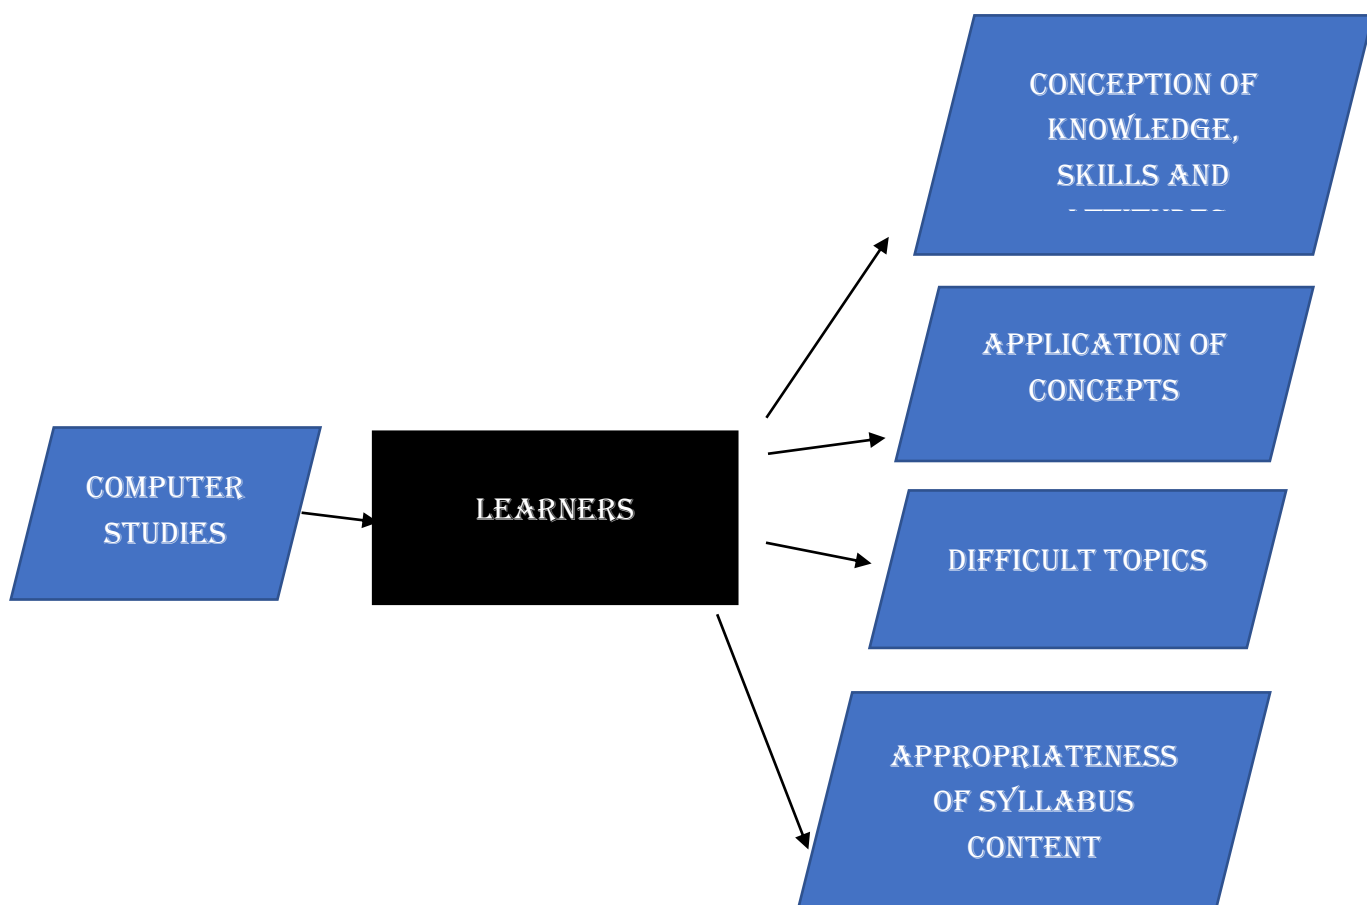 CONCEPTION OF
KNOWLEDGE,
SKILLS AND
APPLICATION OF
CONCEPTS
COMPUTER
STUDIES
LEARNERS
DIFFICULT TOPICS
APPROPRIATENESS
OF SYLLABUS
CONTENT